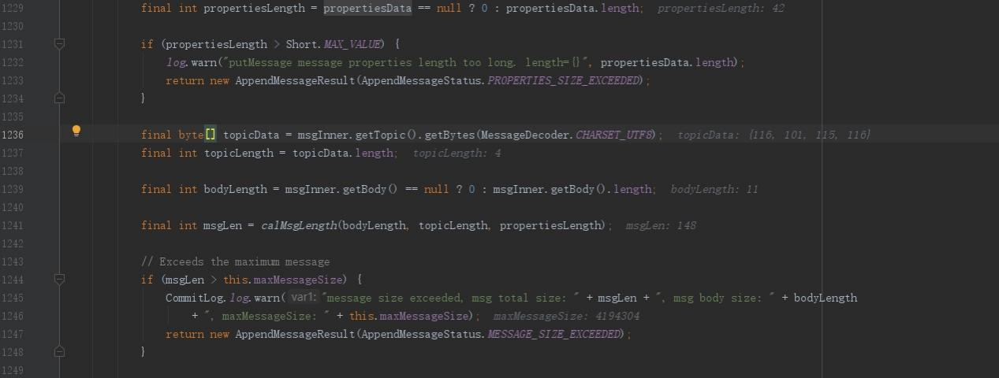 1229 final int propertiesLength = propertiesData == null ? 0 : propertiesData.length; propertiesLength: 42
1230
1231 if (propertiesLength > Short.MAX_VALUE) {
1232 log.warn("putMessage message properties length too long. length={}", propertiesData.length);
1233 return new AppendMessageResult(AppendMessageStatus.PROPERTIES_SIZE_EXCEEDED);
1234 }
1235
1236 final byte[] topicData = msgInner.getTopic().getBytes(MessageDecoder.CHARSET_UTF8); topicData: {116, 101, 115, 116}
1237 final int topicLength = topicData.length; topicLength: 4
1238
1239 final int bodyLength = msgInner.getBody() == null ? 0 : msgInner.getBody().length; bodyLength: 11
1240
1241 final int msgLen = calMsgLength(bodyLength, topicLength, propertiesLength); msgLen: 148
1242
1243 // Exceeds the maximum message
1244 if (msgLen > this.maxMessageSize) {
1245 CommitLog.log.warn( var1: "message size exceeded, msg total size: " + msgLen + ", msg body size: " + bodyLength
1246 + ", maxMessageSize: " + this.maxMessageSize); maxMessageSize: 4194304
1247 return new AppendMessageResult(AppendMessageStatus.MESSAGE_SIZE_EXCEEDED);
1248 }
1249